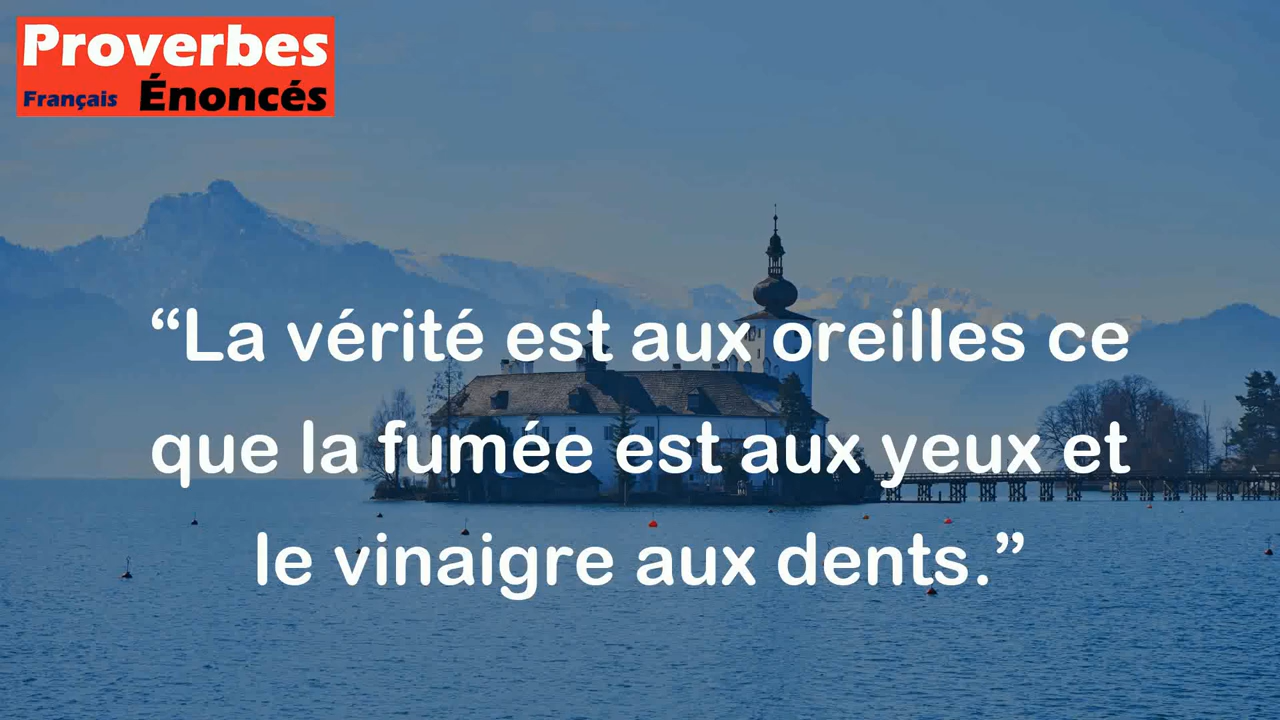 Proverbes
Français Énoncés
“La vérité est aux oreilles ce
que la fumée est aux yeux et
le vinaigre aux dents.”